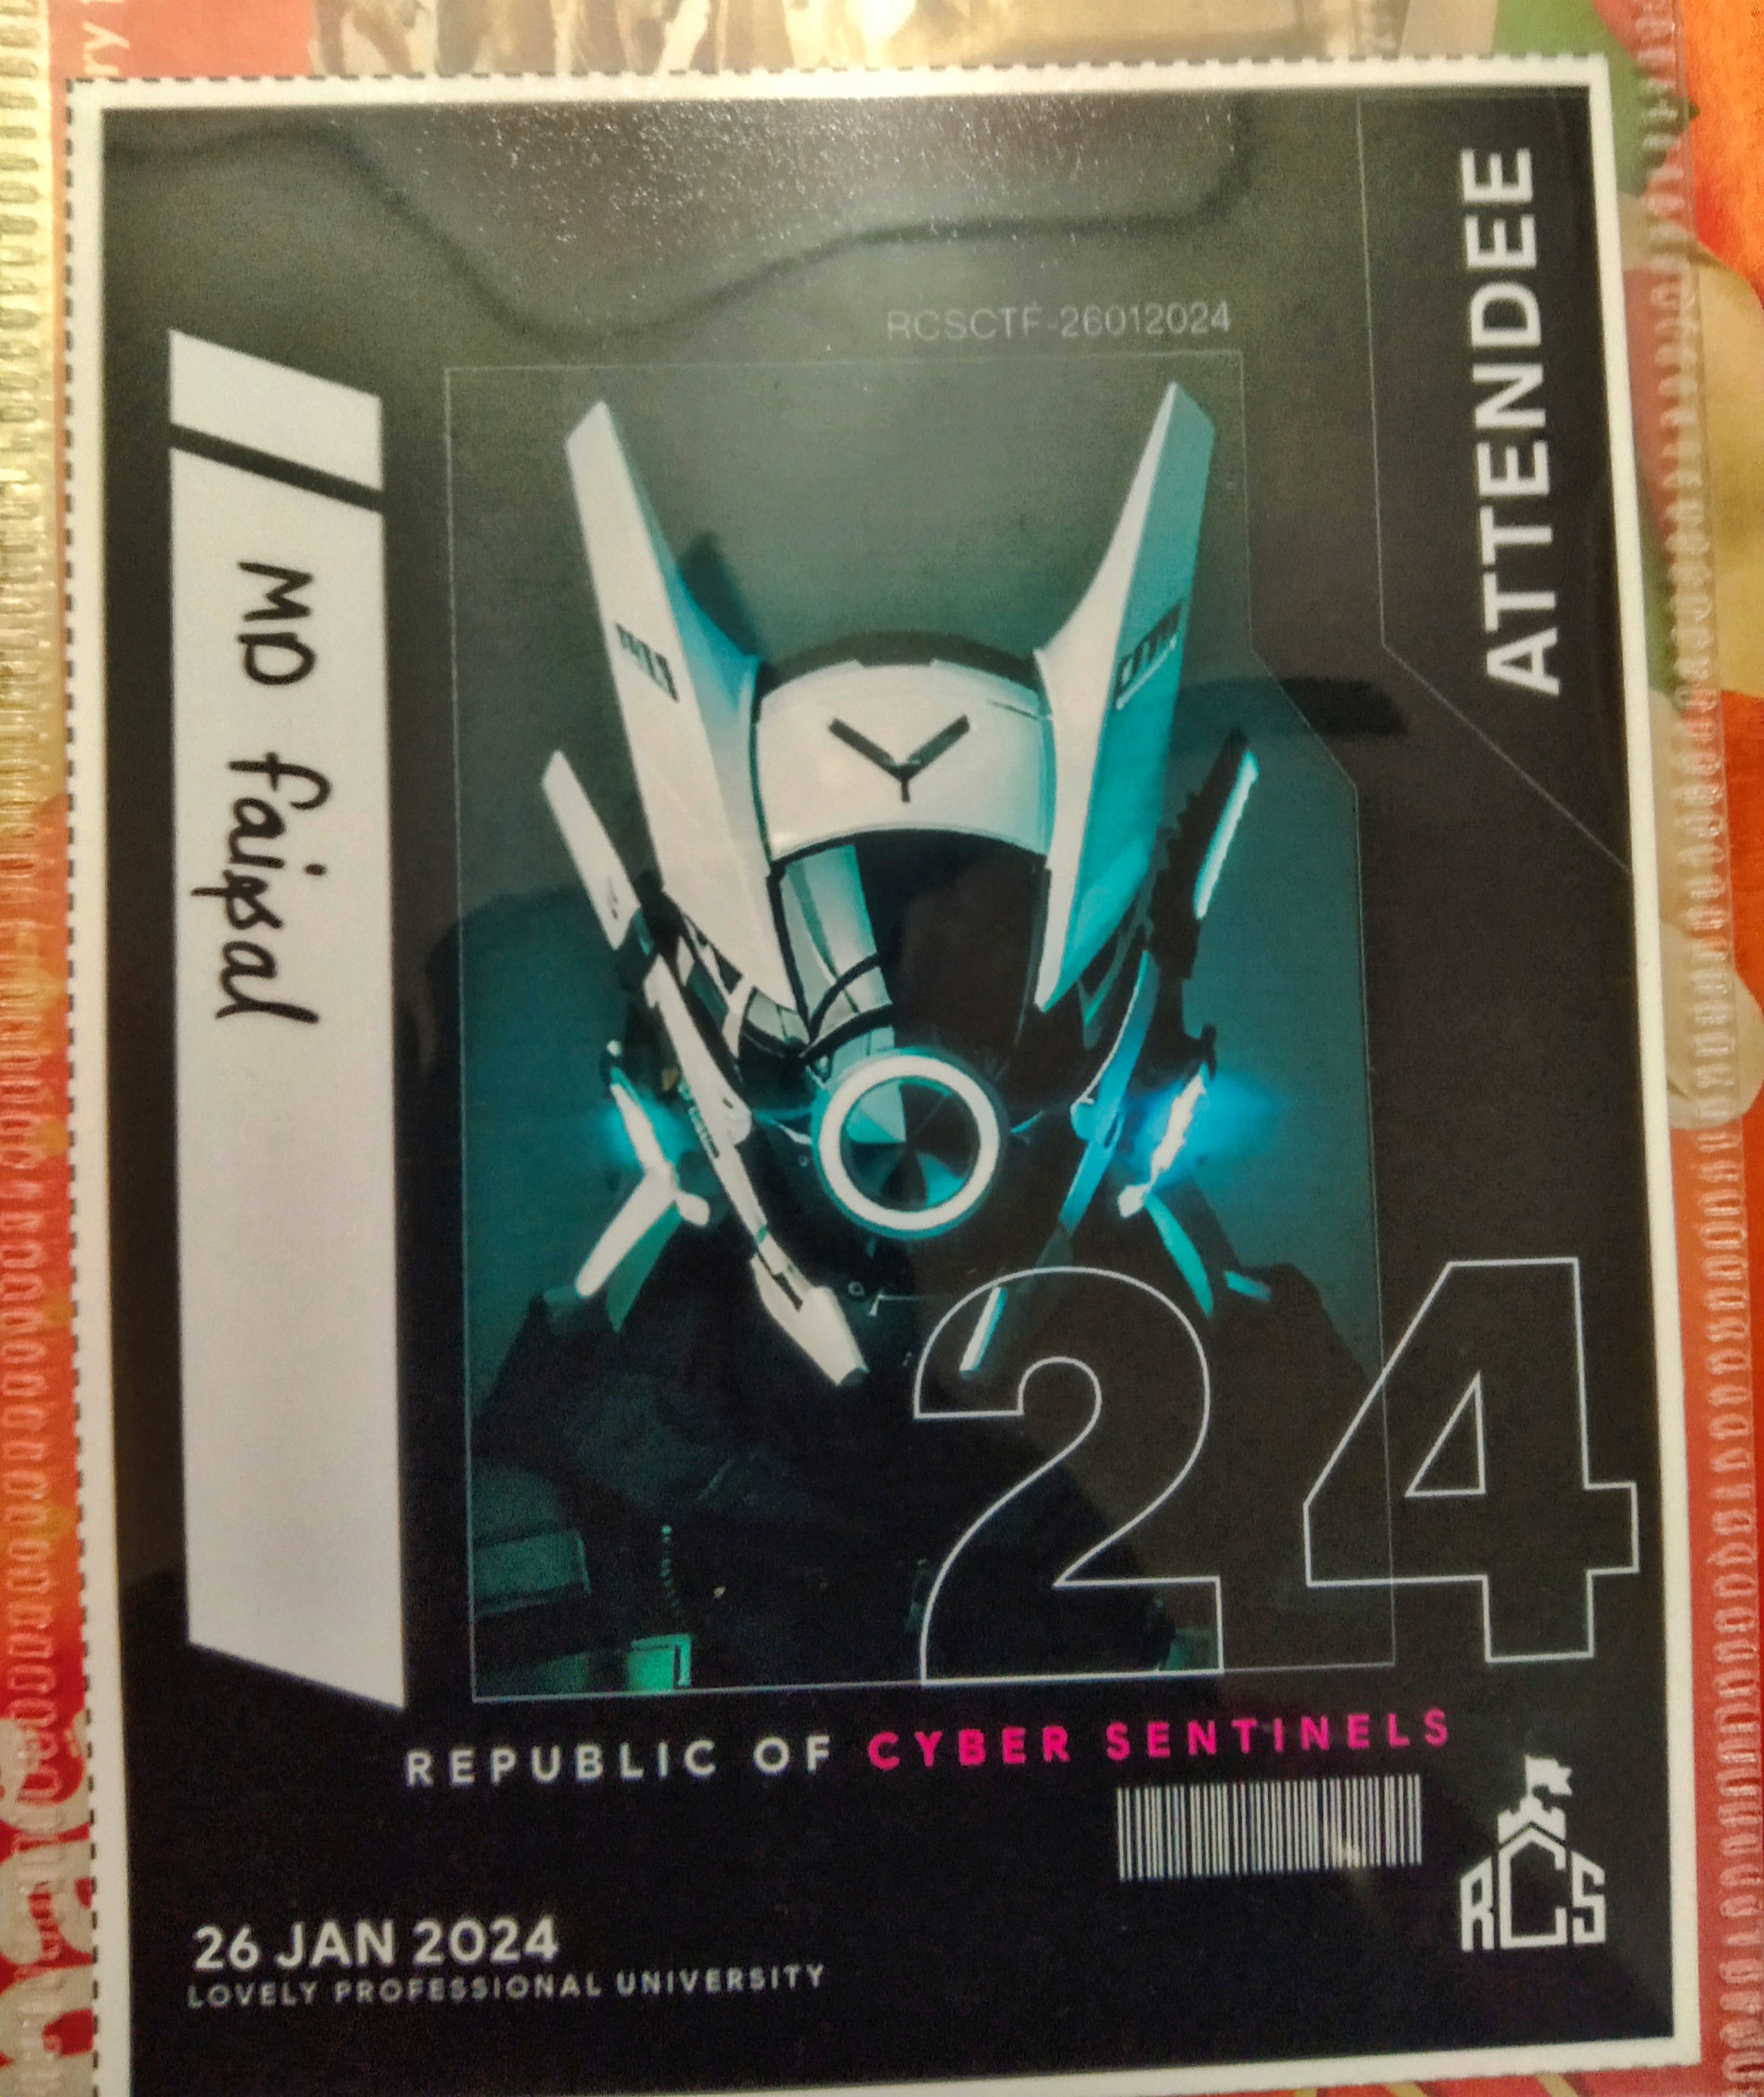 ATTENDEE
RCSCTF-26012024
MD faisal
24
REPUBLIC OF CYBER SENTINELS
RCS
26 JAN 2024
LOVELY PROFESSIONAL UNIVERSITY